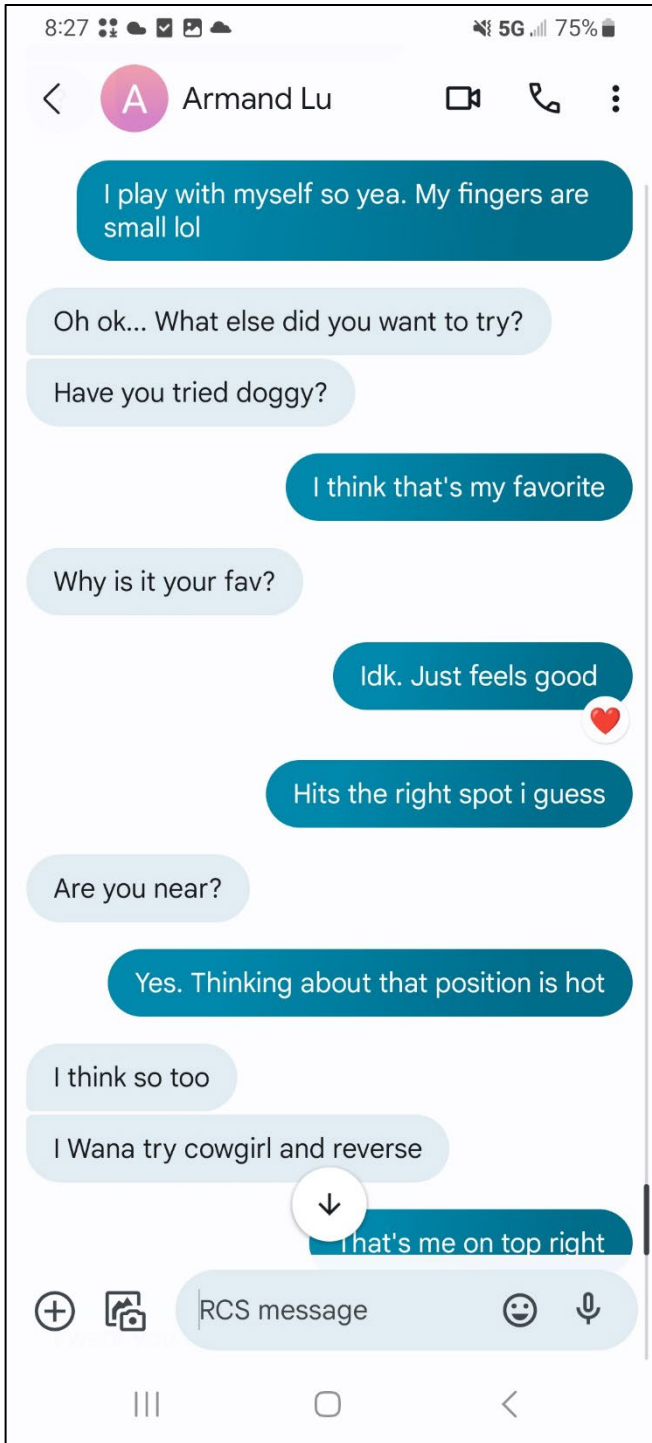 8:27
5G 75%
A Armand Lu
I play with myself so yea. My fingers are
small lol
Oh ok... What else did you want to try?
Have you tried doggy?
I think that's my favorite
Why is it your fav?
Idk. Just feels good
Hits the right spot i guess
Are you near?
Yes. Thinking about that position is hot
I think so too
I Wana try cowgirl and reverse
That's me on top right
RCS message